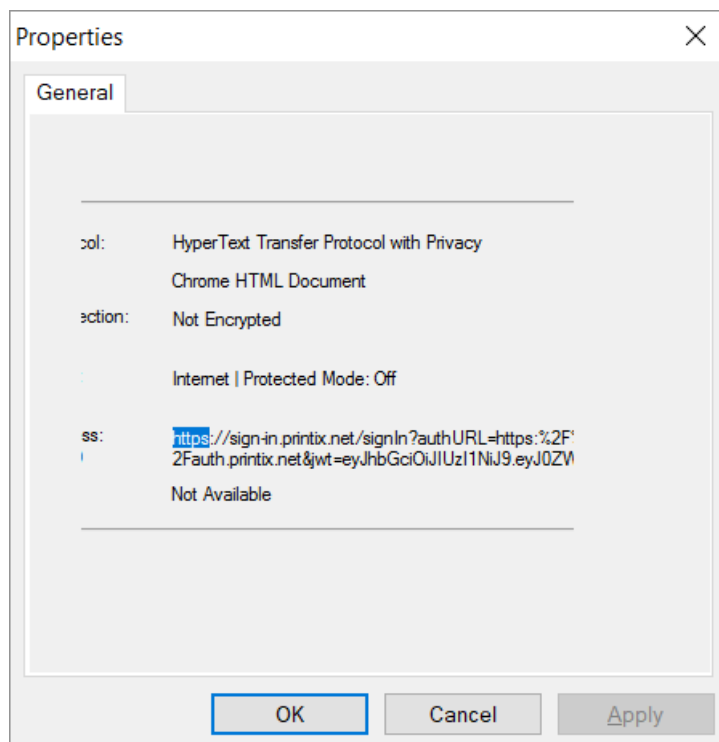 Properties
General
col: HyperText Transfer Protocol with Privacy
Chrome HTML Document
ection: Not Encrypted
Internet | Protected Mode: Off
ss: https://sign-in.printix.net/signIn?authURL=https:%2F
2Fauth.printix.net&jwt=eyJhbGciOiJIUzI1NiJ9.eyJ0ZW
Not Available
OK Cancel Apply